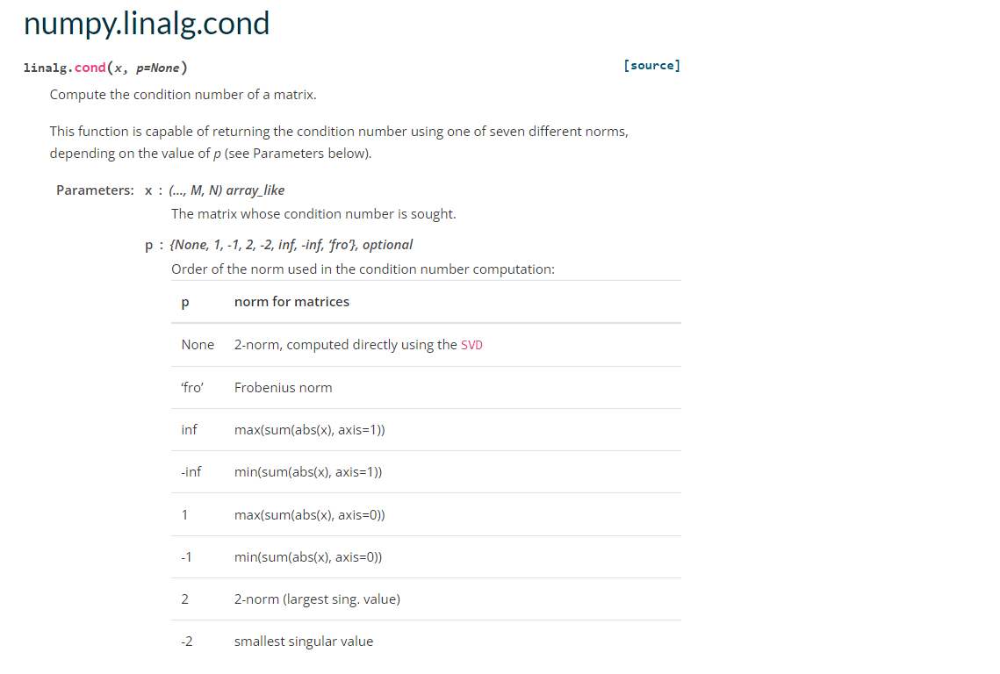 numpy.linalg.cond
linalg.cond(x, p=None) [source]
Compute the condition number of a matrix.
This function is capable of returning the condition number using one of seven different norms,
depending on the value of p (see Parameters below).
Parameters: x : (..., M, N) array_like
The matrix whose condition number is sought.
p : {None, 1, -1, 2, -2, inf, -inf, ‘fro’}, optional
Order of the norm used in the condition number computation:
p norm for matrices
None 2-norm, computed directly using the SVD
‘fro’ Frobenius norm
inf max(sum(abs(x), axis=1))
-inf min(sum(abs(x), axis=1))
1 max(sum(abs(x), axis=0))
-1 min(sum(abs(x), axis=0))
2 2-norm (largest sing. value)
-2 smallest singular value